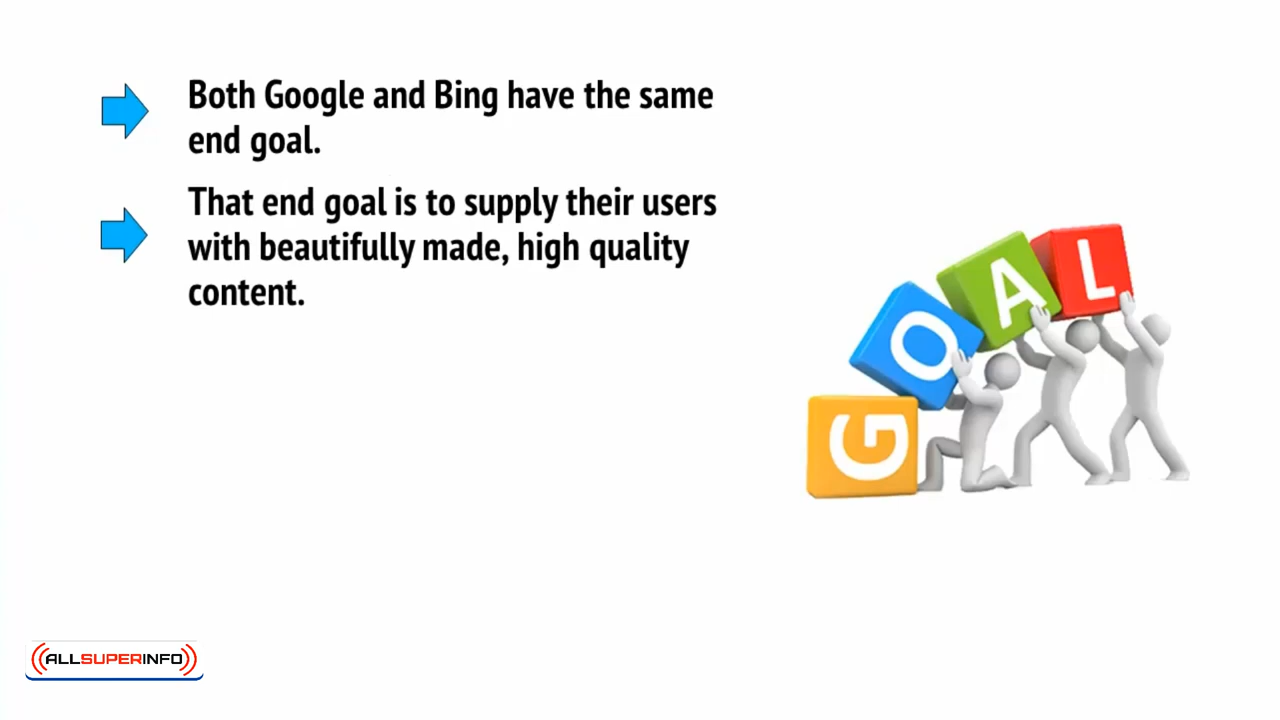 Both Google and Bing have the same
end goal.
That end goal is to supply their users
with beautifully made, high quality
content.
GOAL
ALLSUPERINFO